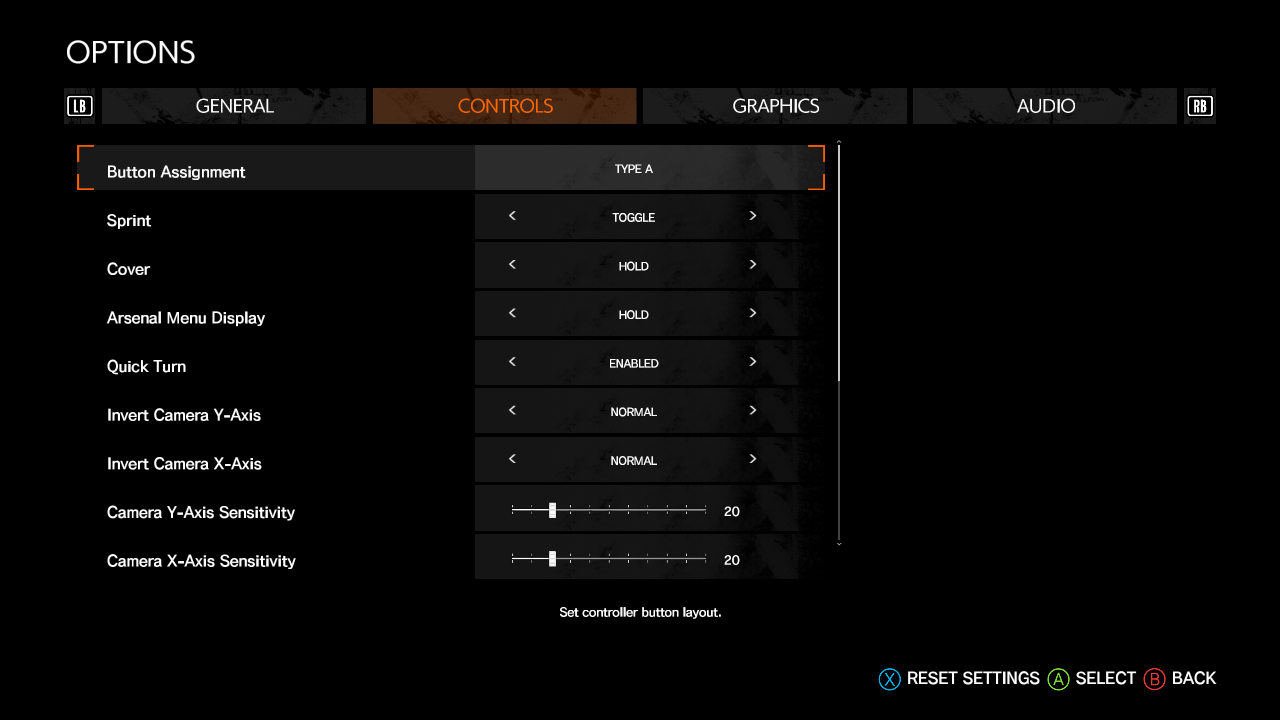 OPTIONS
LB GENERAL CONTROLS GRAPHICS AUDIO RB
Button Assignment TYPE A
Sprint < TOGGLE >
Cover < HOLD >
Arsenal Menu Display < HOLD >
Quick Turn < ENABLED >
Invert Camera Y-Axis < NORMAL >
Invert Camera X-Axis < NORMAL >
Camera Y-Axis Sensitivity 20
Camera X-Axis Sensitivity 20
Set controller button layout.
X RESET SETTINGS A SELECT B BACK